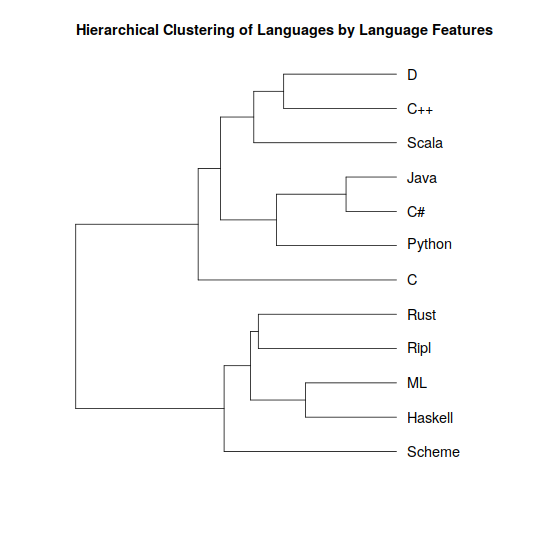 Hierarchical Clustering of Languages by Language Features
D
C++
Scala
Java
C#
Python
C
Rust
Ripl
ML
Haskell
Scheme